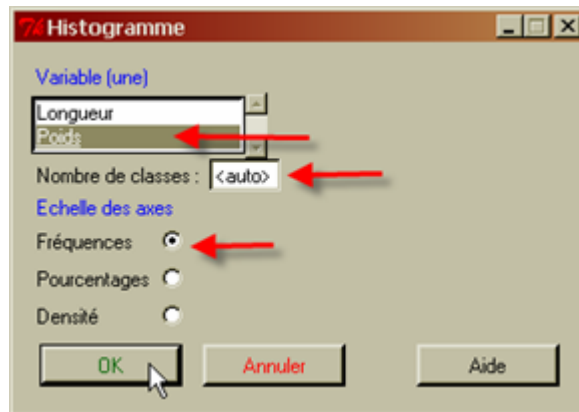 Histogramme
Variable (une)
Longueur
Poids
Nombre de classes : <auto>
Echelle des axes
Fréquences
Pourcentages
Densité
OK Annuler Aide